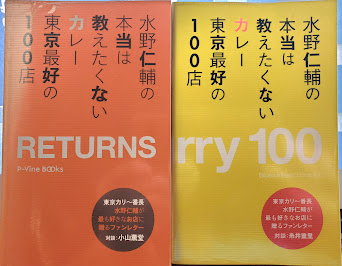 水野仁輔の
本当は
教えたくない
カレー
東京最好の
100店
RETURNS
P-Vine BOOks
東京カリ〜番長
水野仁輔が
最も好きなお店に
贈るファンレター
対談:小山薫堂
水野仁輔の
本当は
教えたくない
カレー
東京最好の
100店
rry 100
東京カリ〜番長
水野仁輔が
最も好きなお店に
贈るファンレター
対談:糸井重里